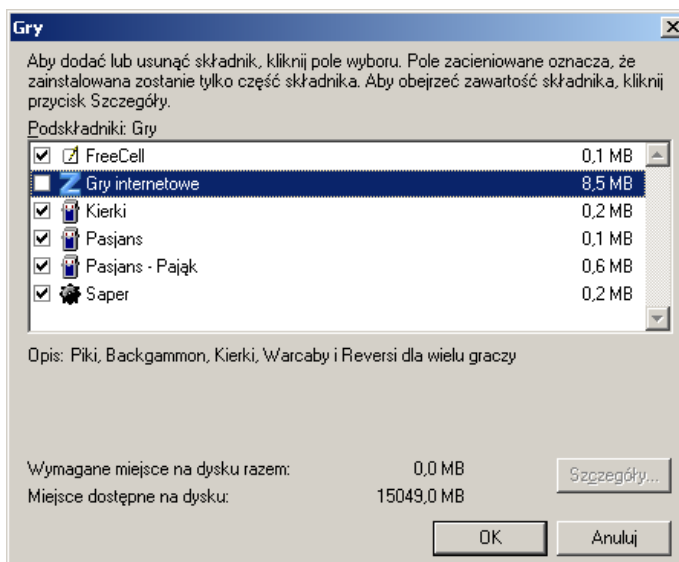 Gry
Aby dodać lub usunąć składnik, kliknij pole wyboru. Pole zacieniowane oznacza, że
zainstalowana zostanie tylko część składnika. Aby obejrzeć zawartość składnika, kliknij
przycisk Szczegóły.
Podskładniki: Gry
FreeCell 0,1 MB
Gry internetowe 8,5 MB
Kierki 0,2 MB
Pasjans 0,1 MB
Pasjans - Pająk 0,6 MB
Saper 0,2 MB
Opis: Piki, Backgammon, Kierki, Warcaby i Reversi dla wielu graczy
Wymagane miejsce na dysku razem: 0,0 MB
Szczegóły...
Miejsce dostępne na dysku: 15049,0 MB
OK Anuluj